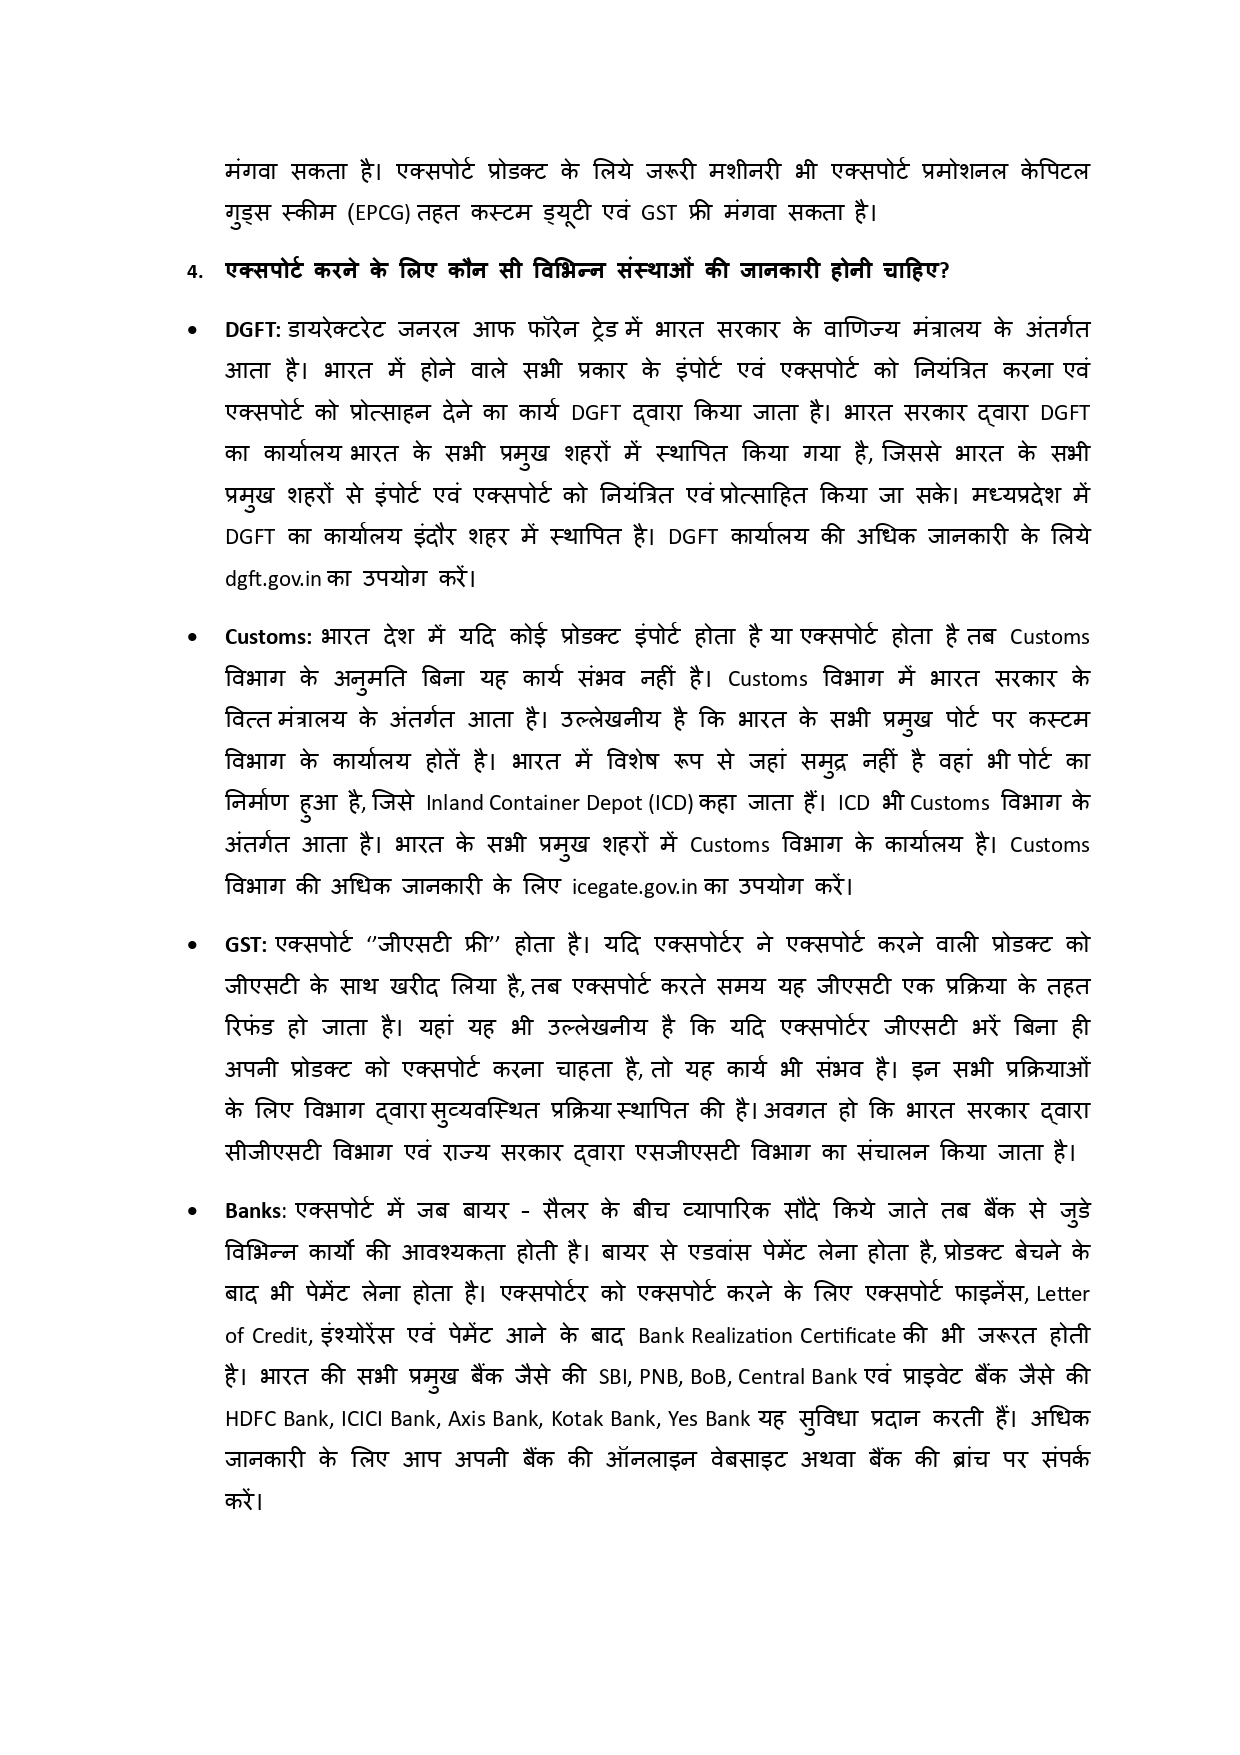 मंगवा सकता है। एक्सपोर्ट प्रोडक्ट के लिये जरूरी मशीनरी भी एक्सपोर्ट प्रमोशनल केपिटल
गुड्स स्कीम (EPCG) तहत कस्टम ड्यूटी एवं GST फ्री मंगवा सकता है।
4. एक्सपोर्ट करने के लिए कौन सी विभिन्न संस्थाओं की जानकारी होनी चाहिए?
• DGFT: डायरेक्टरेट जनरल आफ फॉरेन ट्रेड में भारत सरकार के वाणिज्य मंत्रालय के अंतर्गत
आता है। भारत में होने वाले सभी प्रकार के इंपोर्ट एवं एक्सपोर्ट को नियंत्रित करना एवं
एक्सपोर्ट को प्रोत्साहन देने का कार्य DGFT द्वारा किया जाता है। भारत सरकार द्वारा DGFT
का कार्यालय भारत के सभी प्रमुख शहरों में स्थापित किया गया है, जिससे भारत के सभी
प्रमुख शहरों से इंपोर्ट एवं एक्सपोर्ट को नियंत्रित एवं प्रोत्साहित किया जा सके। मध्यप्रदेश में
DGFT का कार्यालय इंदौर शहर में स्थापित है। DGFT कार्यालय की अधिक जानकारी के लिये
dgft.gov.in का उपयोग करें।
• Customs: भारत देश में यदि कोई प्रोडक्ट इंपोर्ट होता है या एक्सपोर्ट होता है तब Customs
विभाग के अनुमति बिना यह कार्य संभव नहीं है। Customs विभाग में भारत सरकार के
वित्त मंत्रालय के अंतर्गत आता है। उल्लेखनीय है कि भारत के सभी प्रमुख पोर्ट पर कस्टम
विभाग के कार्यालय होतें है। भारत में विशेष रूप से जहां समुद्र नहीं है वहां भी पोर्ट का
निर्माण हुआ है, जिसे Inland Container Depot (ICD) कहा जाता हैं। ICD भी Customs विभाग के
अंतर्गत आता है। भारत के सभी प्रमुख शहरों में Customs विभाग के कार्यालय है। Customs
विभाग की अधिक जानकारी के लिए icegate.gov.in का उपयोग करें।
• GST: एक्सपोर्ट ‘’जीएसटी फ्री’’ होता है। यदि एक्सपोर्टर ने एक्सपोर्ट करने वाली प्रोडक्ट को
जीएसटी के साथ खरीद लिया है, तब एक्सपोर्ट करते समय यह जीएसटी एक प्रक्रिया के तहत
रिफंड हो जाता है। यहां यह भी उल्लेखनीय है कि यदि एक्सपोर्टर जीएसटी भरें बिना ही
अपनी प्रोडक्ट को एक्सपोर्ट करना चाहता है, तो यह कार्य भी संभव है। इन सभी प्रक्रियाओं
के लिए विभाग द्वारा सुव्यवस्थित प्रक्रिया स्थापित की है। अवगत हो कि भारत सरकार द्वारा
सीजीएसटी विभाग एवं राज्य सरकार द्वारा एसजीएसटी विभाग का संचालन किया जाता है।
• Banks: एक्सपोर्ट में जब बायर - सैलर के बीच व्यापारिक सौदे किये जाते तब बैंक से जुडे
विभिन्न कार्यो की आवश्यकता होती है। बायर से एडवांस पेमेंट लेना होता है, प्रोडक्ट बेचने के
बाद भी पेमेंट लेना होता है। एक्सपोर्टर को एक्सपोर्ट करने के लिए एक्सपोर्ट फाइनेंस, Letter
of Credit, इंश्योरेंस एवं पेमेंट आने के बाद Bank Realization Certificate की भी जरूरत होती
है। भारत की सभी प्रमुख बैंक जैसे की SBI, PNB, BoB, Central Bank एवं प्राइवेट बैंक जैसे की
HDFC Bank, ICICI Bank, Axis Bank, Kotak Bank, Yes Bank यह सुविधा प्रदान करती हैं। अधिक
जानकारी के लिए आप अपनी बैंक की ऑनलाइन वेबसाइट अथवा बैंक की ब्रांच पर संपर्क
करें।